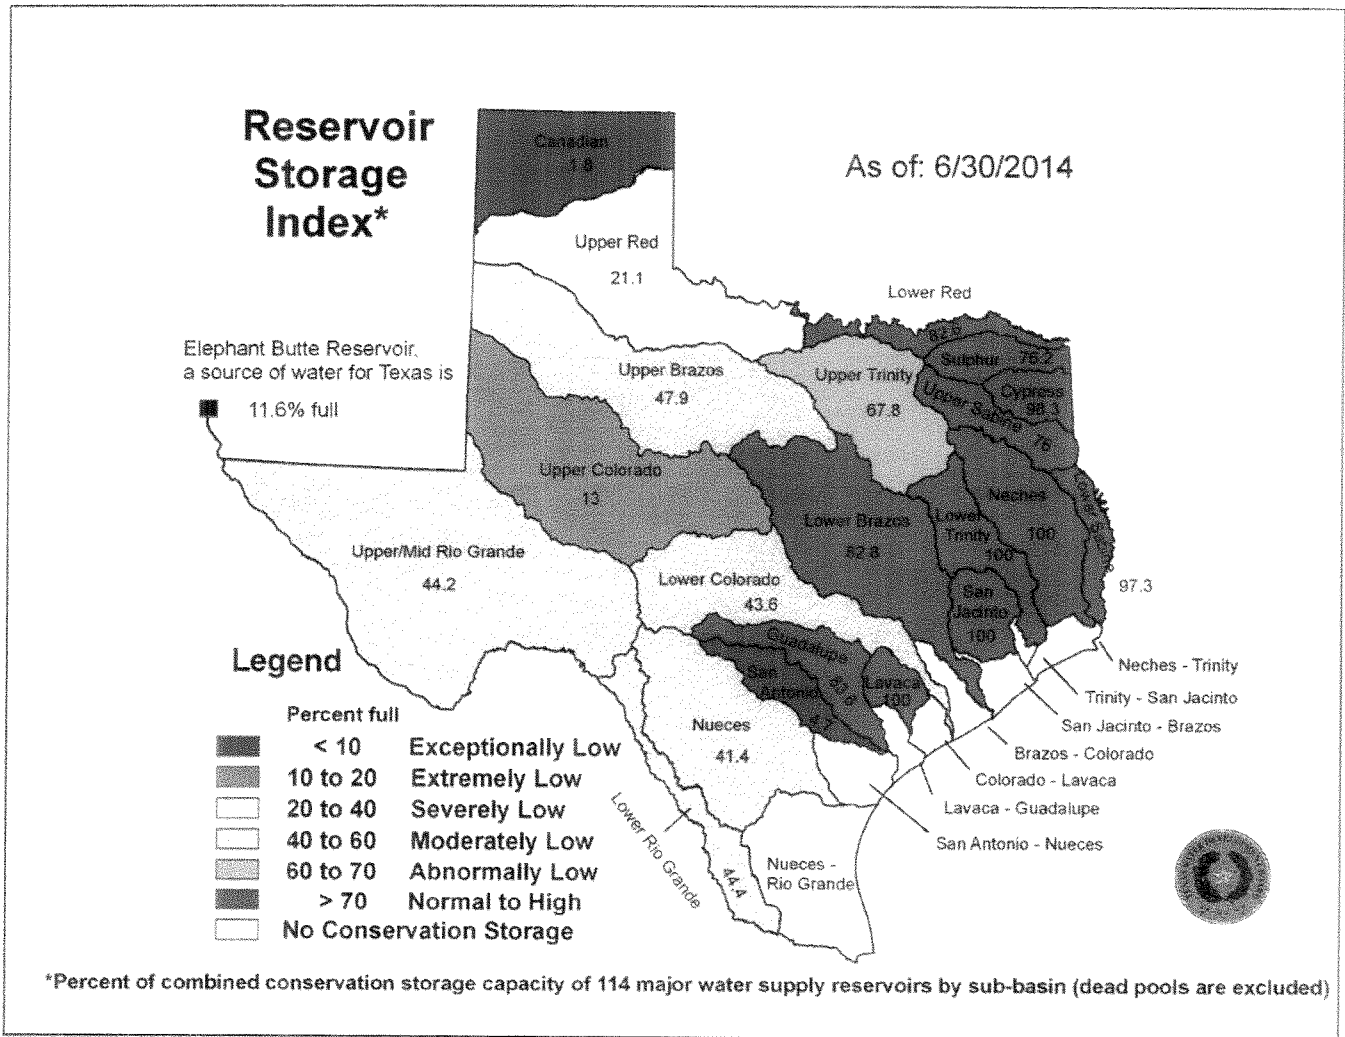 Reservoir
Storage
Index*
As of: 6/30/2014
Canadian
1.8
Upper Red
21.1
Lower Red
82.6
Sulphur 76.2
Cypress
98.3
Upper Sabine 76
Elephant Butte Reservoir,
a source of water for Texas is
11.6% full
Upper Brazos
47.9
Upper Trinity
67.8
Upper Colorado
13
Lower Brazos
82.8
Lower
Trinity
100
Neches
100
Lower Sabine
97.3
Upper/Mid Rio Grande
44.2
Lower Colorado
43.6
San
Jacinto
100
Guadalupe
San
Antonio
Lavaca
100
Nueces
41.4
Lower Rio Grande
44.4
Nueces -
Rio Grande
Neches - Trinity
Trinity - San Jacinto
San Jacinto - Brazos
Brazos - Colorado
Colorado - Lavaca
Lavaca - Guadalupe
San Antonio - Nueces
Legend
Percent full
< 10 Exceptionally Low
10 to 20 Extremely Low
20 to 40 Severely Low
40 to 60 Moderately Low
60 to 70 Abnormally Low
> 70 Normal to High
No Conservation Storage
*Percent of combined conservation storage capacity of 114 major water supply reservoirs by sub-basin (dead pools are excluded)